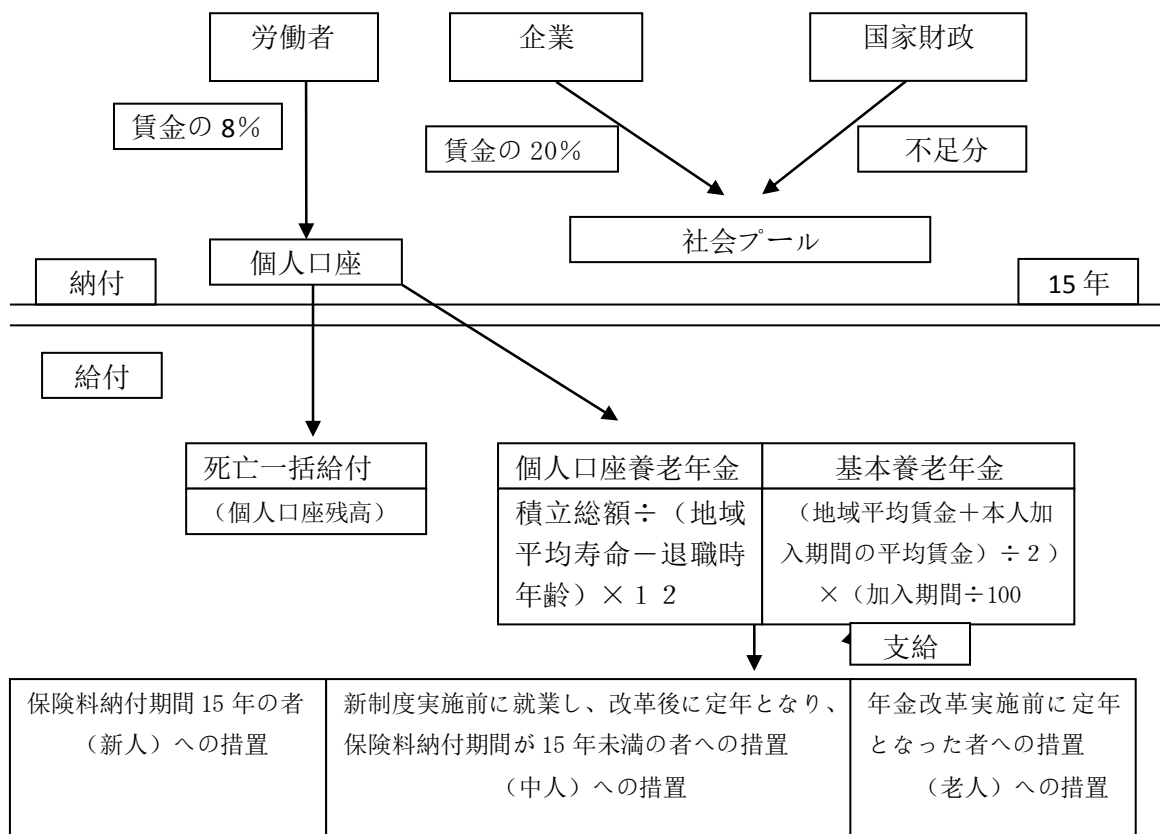 労働者
企業
国家財政
賃金の 8%
賃金の 20%
不足分
社会プール
個人口座
納付
15 年
給付
死亡一括給付
（個人口座残高）
個人口座養老年金
積立総額÷（地域
平均寿命－退職時
年齢）×１２
基本養老年金
（地域平均賃金＋本人加
入期間の平均賃金）÷２）
×（加入期間÷100
支給
保険料納付期間 15 年の者
（新人）への措置
新制度実施前に就業し、改革後に定年となり、
保険料納付期間が 15 年未満の者への措置
（中人）への措置
年金改革実施前に定年
となった者への措置
（老人）への措置